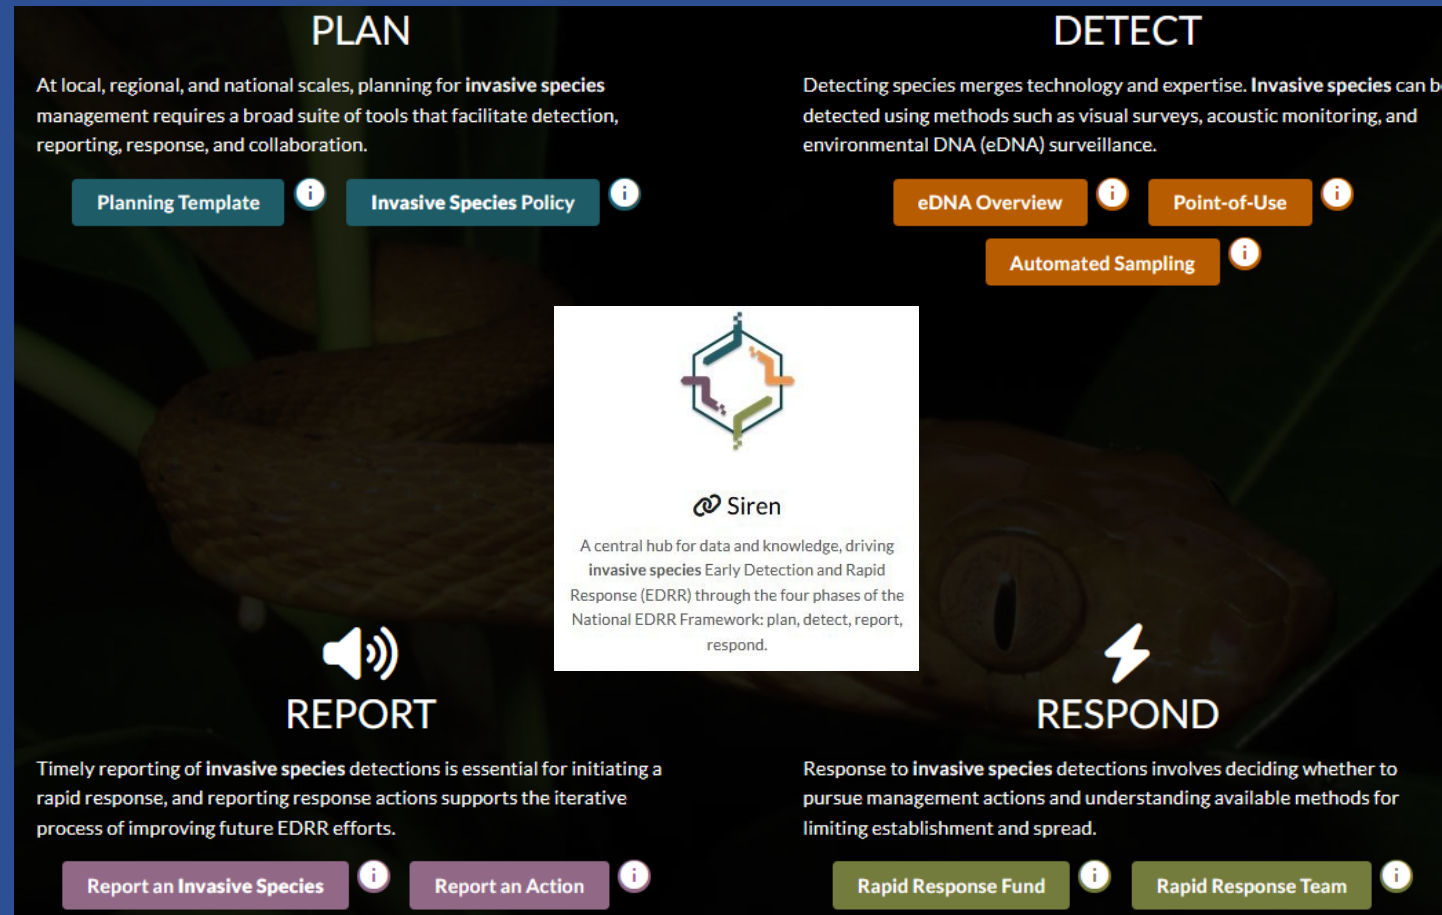 PLAN
At local, regional, and national scales, planning for invasive species
management requires a broad suite of tools that facilitate detection,
reporting, response, and collaboration.
Planning Template i Invasive Species Policy i
DETECT
Detecting species merges technology and expertise. Invasive species can be
detected using methods such as visual surveys, acoustic monitoring, and
environmental DNA (eDNA) surveillance.
eDNA Overview i Point-of-Use i
Automated Sampling i
Siren
A central hub for data and knowledge, driving
invasive species Early Detection and Rapid
Response (EDRR) through the four phases of the
National EDRR Framework: plan, detect, report,
respond.
REPORT
Timely reporting of invasive species detections is essential for initiating a
rapid response, and reporting response actions supports the iterative
process of improving future EDRR efforts.
Report an Invasive Species i Report an Action i
RESPOND
Response to invasive species detections involves deciding whether to
pursue management actions and understanding available methods for
limiting establishment and spread.
Rapid Response Fund i Rapid Response Team i